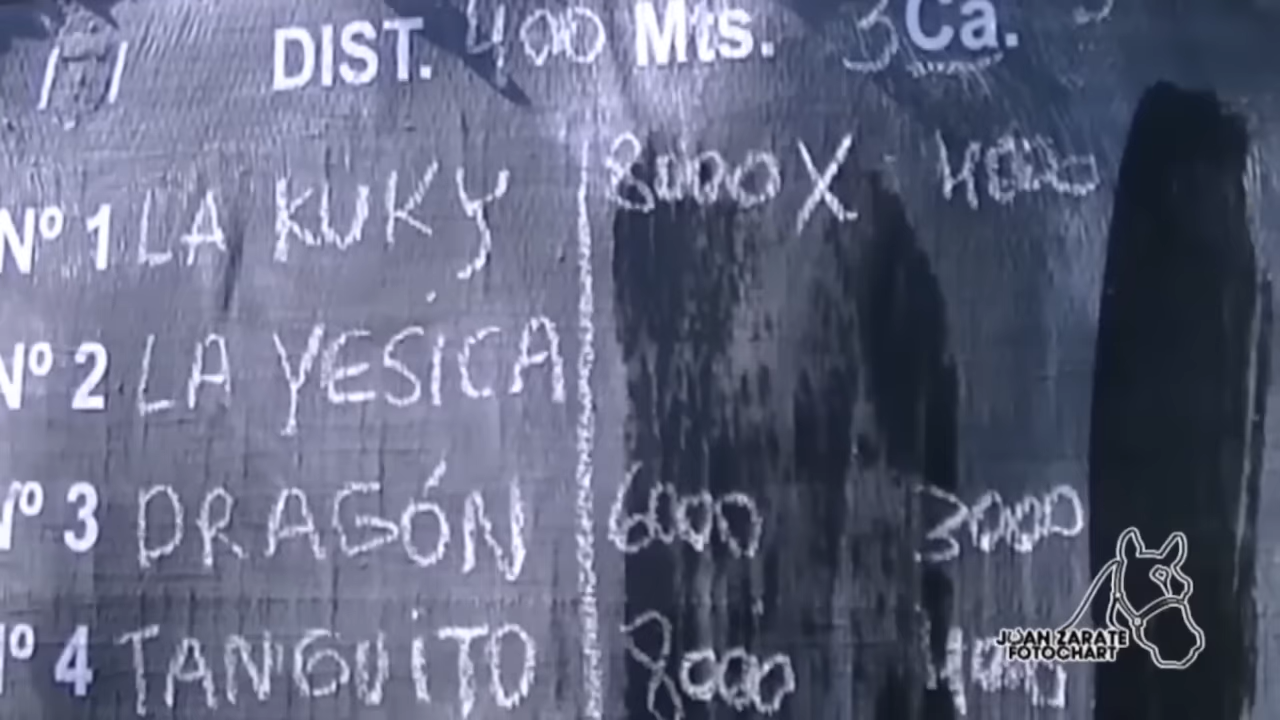 DIST. 400 Mts. 3 Ca.
Nº 1 LA KUKY 8000 X 4000
Nº 2 LA YESICA
Nº 3 DRAGÓN 6000 3000
Nº 4 TANGUITO 8000 4000
JUAN ZARATE
FOTOCHART